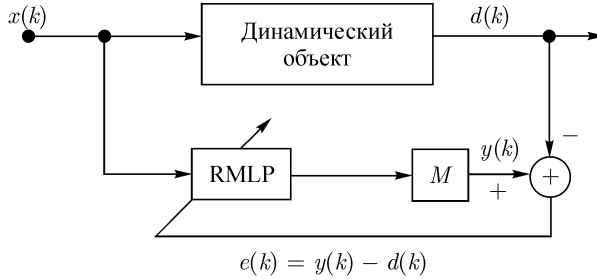 x(k)
Динамический
объект
d(k)
−
RMLP
M
y(k)
+
+
e(k) = y(k) − d(k)